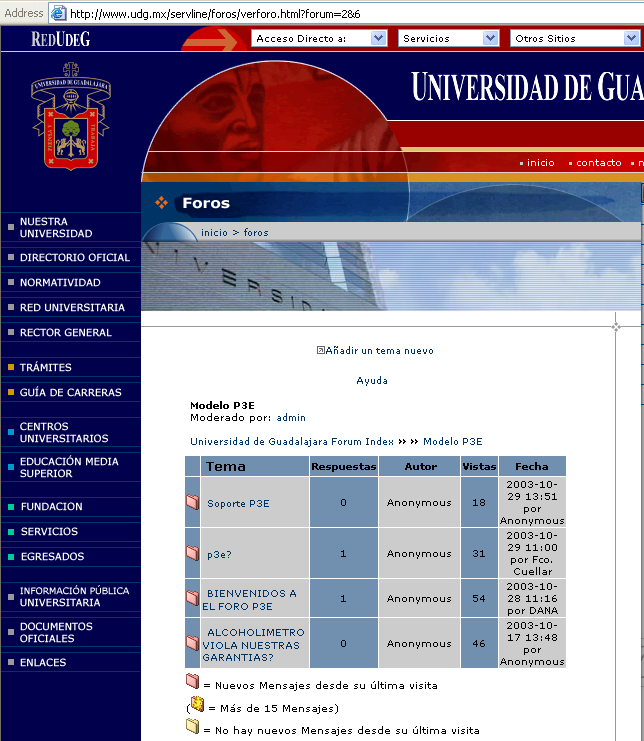 Address http://www.udg.mx/servline/foros/verforo.html?forum=2&6
REDUDEG
Acceso Directo a:
Servicios
Otros Sitios
UNIVERSIDAD DE GUADALAJARA
PIENSA Y TRABAJA
UNIVERSIDAD DE GUA
inicio
contacto
Foros
inicio > foros
IVERSID
NUESTRA
UNIVERSIDAD
DIRECTORIO OFICIAL
NORMATIVIDAD
RED UNIVERSITARIA
RECTOR GENERAL
TRÁMITES
GUÍA DE CARRERAS
CENTROS
UNIVERSITARIOS
EDUCACIÓN MEDIA
SUPERIOR
FUNDACION
SERVICIOS
EGRESADOS
INFORMACIÓN PÚBLICA
UNIVERSITARIA
DOCUMENTOS
OFICIALES
ENLACES
Añadir un tema nuevo
Ayuda
Modelo P3E
Moderado por: admin
Universidad de Guadalajara Forum Index »» Modelo P3E
Tema Respuestas Autor Vistas Fecha
Soporte P3E 0 Anonymous 18 2003-10-
29 13:51
por
Anonymous
p3e? 1 Anonymous 31 2003-10-
29 11:00
por Fco.
Cuellar
BIENVENIDOS A
EL FORO P3E 1 Anonymous 54 2003-10-
28 11:16
por DANA
ALCOHOLIMETRO
VIOLA NUESTRAS
GARANTIAS? 0 Anonymous 46 2003-10-
17 13:48
por
Anonymous
= Nuevos Mensajes desde su última visita
( = Más de 15 Mensajes)
= No hay nuevos Mensajes desde su última visita